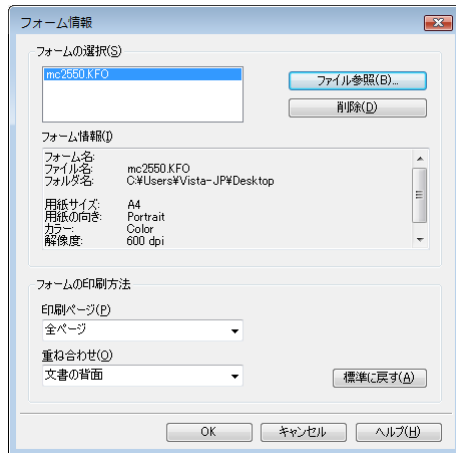 フォーム情報
フォームの選択(S)
mc2550.KFO
ファイル参照(B)...
削除(D)
フォーム情報(I)
フォーム名:
ファイル名: mc2550.KFO
フォルダ名: C:¥Users¥Vista-JP¥Desktop
用紙サイズ: A4
用紙の向き: Portrait
カラー: Color
解像度: 600 dpi
フォームの印刷方法
印刷ページ(P)
全ページ
重ね合わせ(O)
文書の背面
標準に戻す(A)
OK キャンセル ヘルプ(H)